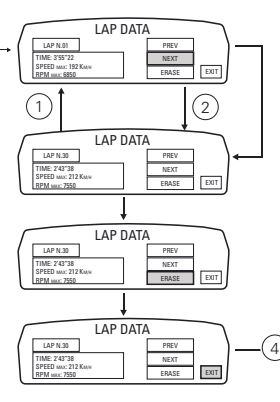 LAP DATA
LAP N.01
TIME: 3'55"22
SPEED MAX: 192 KM/H
RPM MAX: 6850
PREV
NEXT
ERASE
EXIT
1
2
LAP DATA
LAP N.30
TIME: 2'43"38
SPEED MAX: 212 KM/H
RPM MAX: 7550
PREV
NEXT
ERASE
EXIT
LAP DATA
LAP N.30
TIME: 2'43"38
SPEED MAX: 212 KM/H
RPM MAX: 7550
PREV
NEXT
ERASE
EXIT
LAP DATA
LAP N.30
TIME: 2'43"38
SPEED MAX: 212 KM/H
RPM MAX: 7550
PREV
NEXT
ERASE
EXIT
4